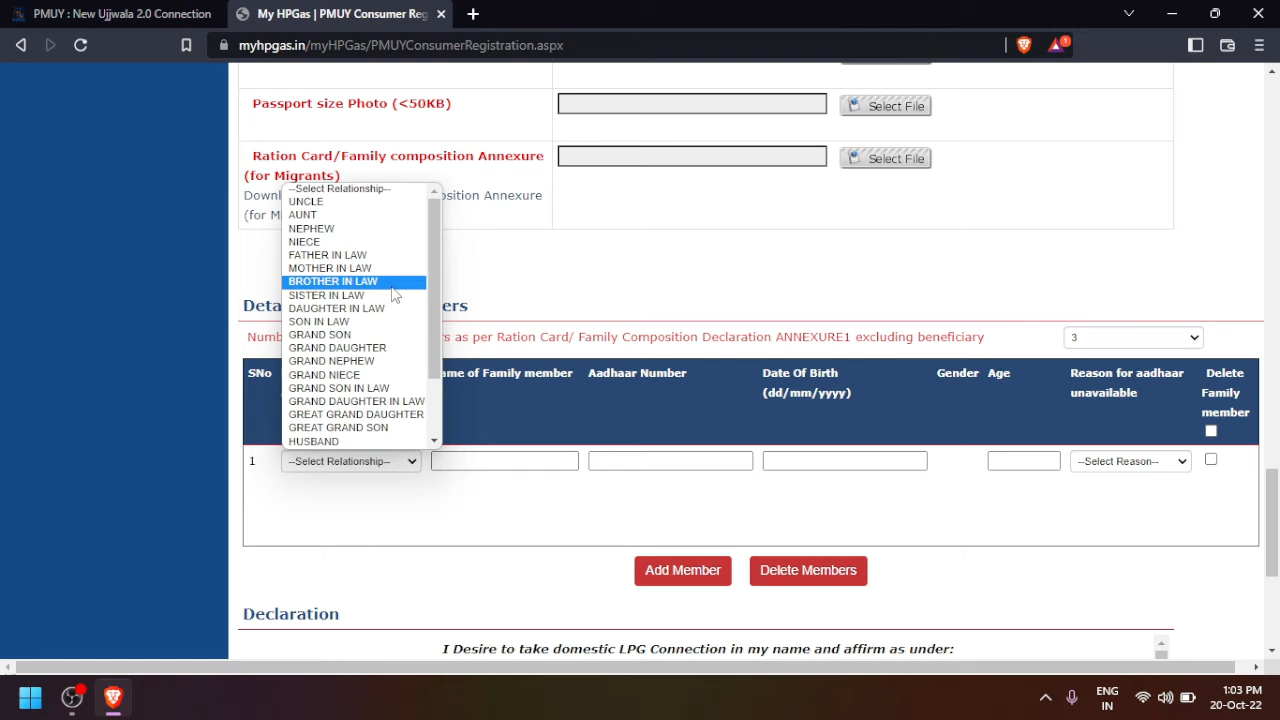 PMUY: New Ujjwala 2.0 Connection
My HPGas | PMUY Consumer Reg
myhpgas.in/myHPGas/PMUYConsumerRegistration.aspx
1
Passport size Photo (<50KB)
Select File
Ration Card/Family composition Annexure
(for Migrants)
Select File
osition Annexure
--Select Relationship--
UNCLE
AUNT
NEPHEW
NIECE
FATHER IN LAW
MOTHER IN LAW
BROTHER IN LAW
SISTER IN LAW
DAUGHTER IN LAW
SON IN LAW
GRAND SON
GRAND DAUGHTER
GRAND NEPHEW
GRAND NIECE
GRAND SON IN LAW
GRAND DAUGHTER IN LAW
GREAT GRAND DAUGHTER
GREAT GRAND SON
HUSBAND
as per Ration Card/ Family Composition Declaration ANNEXURE1 excluding beneficiary
3
SNo
of Family member
Aadhaar Number
Date Of Birth
(dd/mm/yyyy)
Gender
Age
Reason for aadhaar
unavailable
Delete
Family
member
1
--Select Relationship--
--Select Reason--
Add Member
Delete Members
Declaration
I Desire to take domestic LPG Connection in my name and affirm as under:
ENG
IN
1:03 PM
20-Oct-22